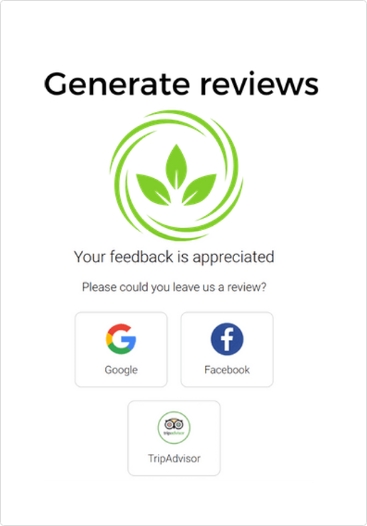 Generate reviews
Your feedback is appreciated
Please could you leave us a review?
Google
Facebook
tripadvisor
TripAdvisor